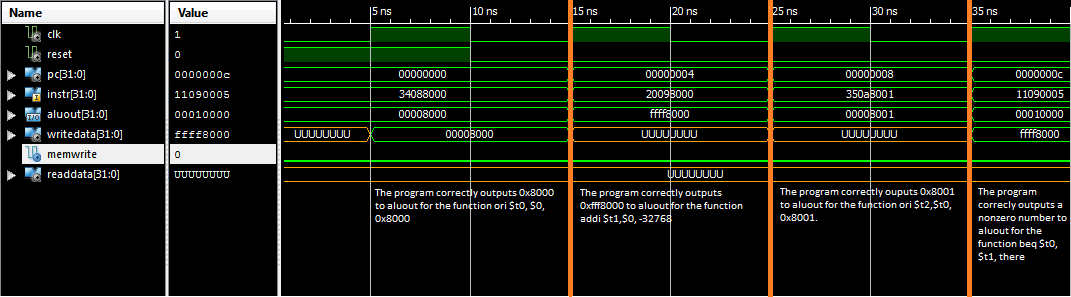 Name Value 5 ns 10 ns 15 ns 20 ns 25 ns 30 ns 35 ns
clk 1
reset 0
pc[31:0] 0000000c 00000000 00000004 00000008 0000000c
instr[31:0] 11090005 34088000 20098000 350a8001 11090005
aluout[31:0] 00010000 00008000 ffff8000 00008001 00010000
writedata[31:0] ffff8000 UUUUUUUU 00008000 UUUUUUUU UUUUUUUU ffff8000
memwrite 0
readdata[31:0] UUUUUUUU UUUUUUUU
The program correctly outputs 0x8000
to aluout for the function ori $t0, $0,
0x8000
The program correctly outputs
0xfff8000 to aluout for the function
addi $t1,$0, -32768
The program correctly ouputs 0x8001
to aluout for the function ori $t2,$t0,
0x8001.
The program
correcly outputs a
nonzero number to
aluout for the
function beq $t0,
$t1, there